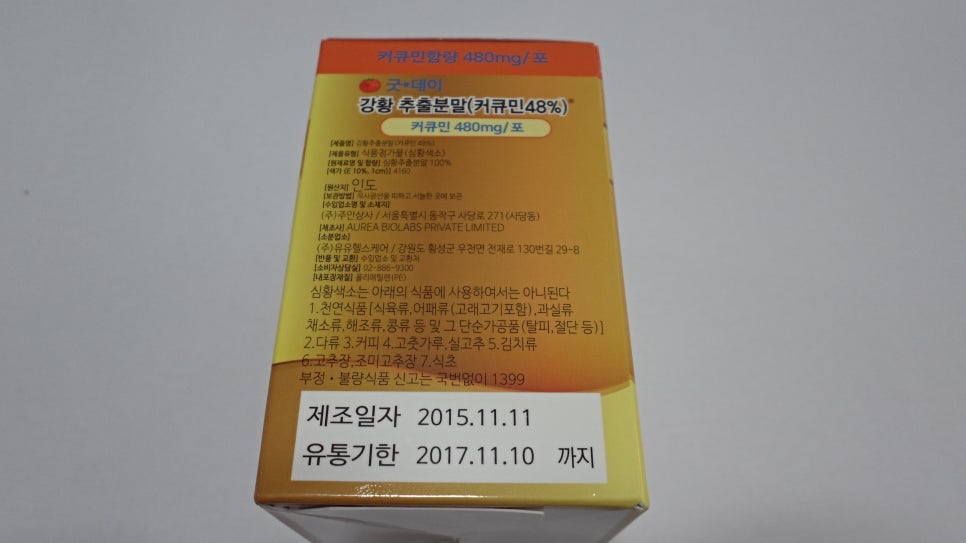 커큐민함량 480mg/포
굿데이
강황 추출분말(커큐민48%)
커큐민 480mg/포
[제품명] 강황추출분말(커큐민48%)
[제품유형] 식품첨가물(심황색소)
[원재료명 및 함량] 심황추출분말 100%
[색가 (E 10%, 1cm)] 4160
[원산지] 인도
[보관방법] 직사광선을 피하고 서늘한 곳에 보관
[수입업소명 및 소재지]
(주)주안상사 / 서울특별시 동작구 사당로 271(사당동)
[제조사] AUREA BIOLABS PRIVATE LIMITED
[소분업소]
(주)유유헬스케어 / 강원도 횡성군 우천면 전재로 130번길 29-8
[반품 및 교환] 수입업소 및 교환처
[소비자상담실] 02-886-9300
[내포장재질] 폴리에틸렌(PE)
심황색소는 아래의 식품에 사용하여서는 아니된다
1.천연식품[식육류,어패류(고래고기포함),과실류
채소류,해조류,콩류 등 및 그 단순가공품(탈피,절단 등)]
2.다류 3.커피 4.고춧가루,실고추 5.김치류
6.고추장,조미고추장 7.식초
부정·불량식품 신고는 국번없이 1399
제조일자 2015.11.11
유통기한 2017.11.10 까지